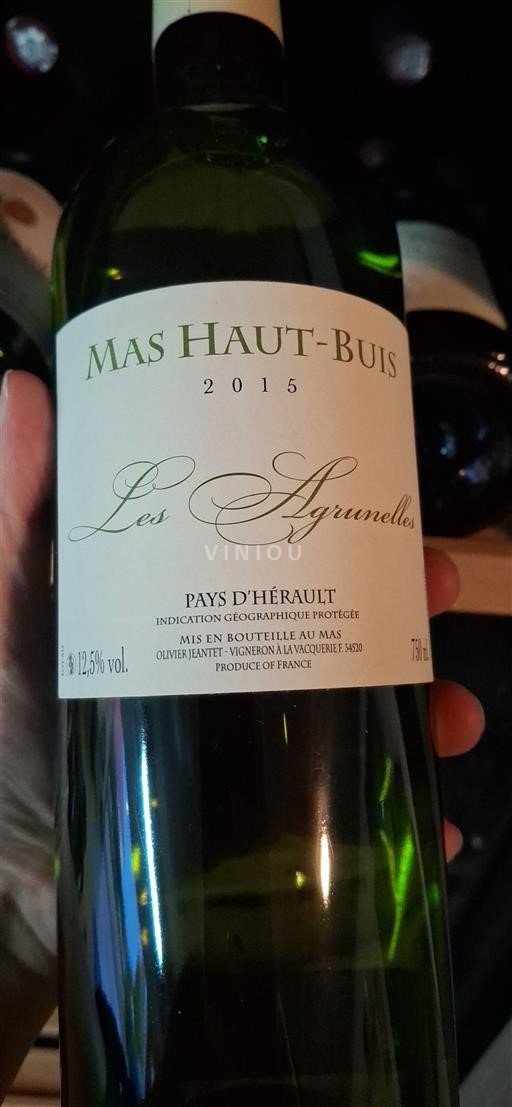 MAS HAUT-BUIS
2015
Les Agrunelles
VINIOU
PAYS D'HÉRAULT
INDICATION GÉOGRAPHIQUE PROTÉGÉE
MIS EN BOUTEILLE AU MAS
12,5% vol. OLIVIER JEANTET - VIGNERON À LA VACQUERIE F. 34520 750 ml
PRODUCE OF FRANCE